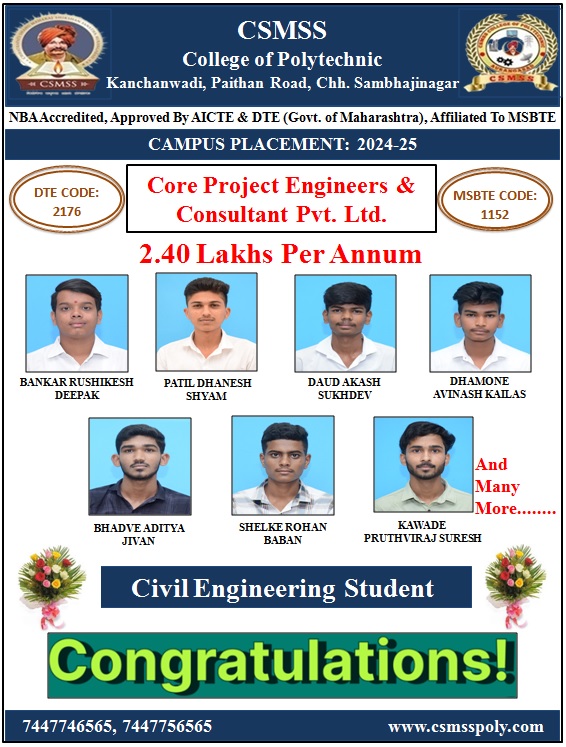 CSMSS
College of Polytechnic
Kanchanwadi, Paithan Road, Chh. Sambhajinagar
CSMSS
CSMSS
NBA Accredited, Approved By AICTE & DTE (Govt. of Maharashtra), Affiliated To MSBTE
CAMPUS PLACEMENT: 2024-25
DTE CODE:
2176
Core Project Engineers &
Consultant Pvt. Ltd.
MSBTE CODE:
1152
2.40 Lakhs Per Annum
BANKAR RUSHIKESH
DEEPAK
PATIL DHANESH
SHYAM
DAUD AKASH
SUKHDEV
DHAMONE
AVINASH KAILAS
BHADVE ADITYA
JIVAN
SHELKE ROHAN
BABAN
KAWADE
PRUTHVIRAJ SURESH
And
Many
More........
Civil Engineering Student
Congratulations!
7447746565, 7447756565
www.csmsspoly.com